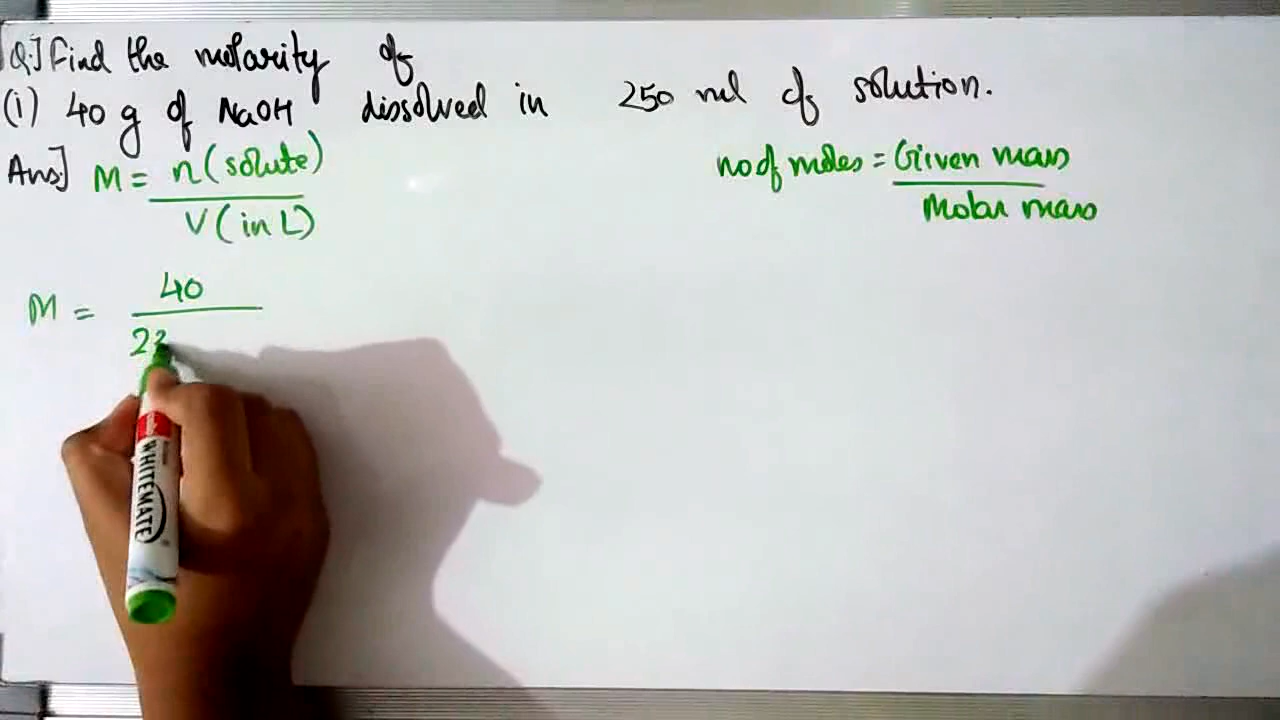 Q.] Find the molarity of
(i) 40 g of NaOH dissolved in 250 ml of solution.
Ans.] M = n (solute)
V (in L)
no of moles = Given mass
Molar mass
M = 40
23
WHITEMATE